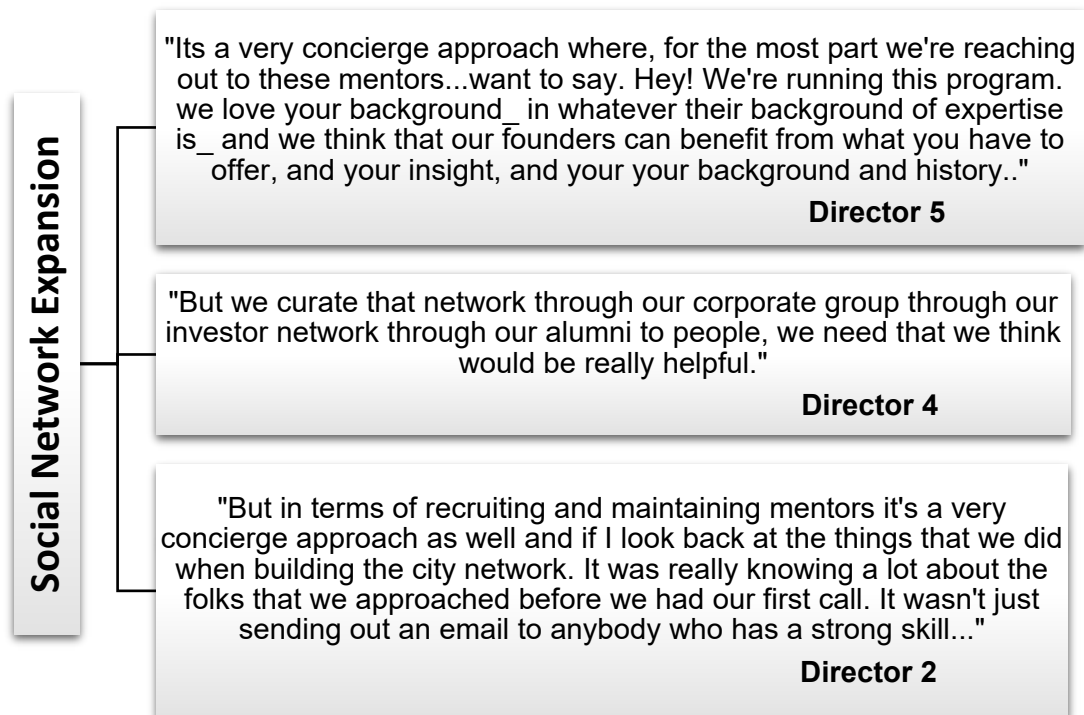 Social Network Expansion
"Its a very concierge approach where, for the most part we're reaching
out to these mentors...want to say. Hey! We're running this program.
we love your background_ in whatever their background of expertise
is_ and we think that our founders can benefit from what you have to
offer, and your insight, and your your background and history.."
Director 5
"But we curate that network through our corporate group through our
investor network through our alumni to people, we need that we think
would be really helpful."
Director 4
"But in terms of recruiting and maintaining mentors it's a very
concierge approach as well and if I look back at the things that we did
when building the city network. It was really knowing a lot about the
folks that we approached before we had our first call. It wasn't just
sending out an email to anybody who has a strong skill..."
Director 2